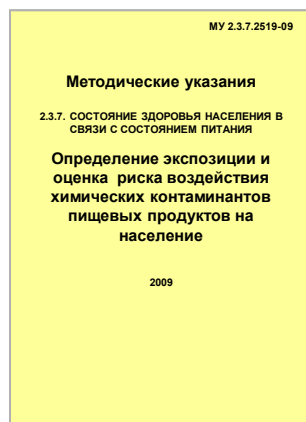 МУ 2.3.7.2519-09
Методические указания
2.3.7. СОСТОЯНИЕ ЗДОРОВЬЯ НАСЕЛЕНИЯ В
СВЯЗИ С СОСТОЯНИЕМ ПИТАНИЯ
Определение экспозиции и
оценка риска воздействия
химических контаминантов
пищевых продуктов на
население
2009